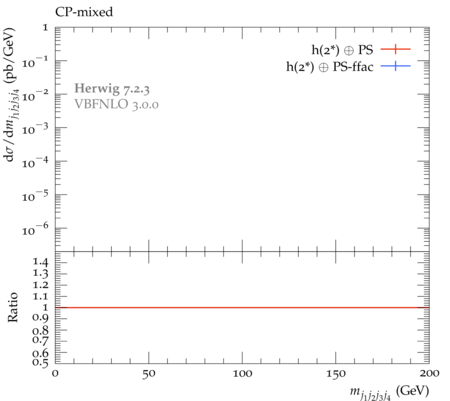 CP-mixed
1
10^−1
10^−2
10^−3
10^−4
10^−5
10^−6
dσ/dm_{j1j2j3j4} (pb/GeV)
h(2*) ⊕ PS
h(2*) ⊕ PS-ffac
Herwig 7.2.3
VBFNLO 3.0.0
Ratio
1.4
1.3
1.2
1.1
1
0.9
0.8
0.7
0.6
0.5
0 50 100 150 200
m_{j1j2j3j4} (GeV)